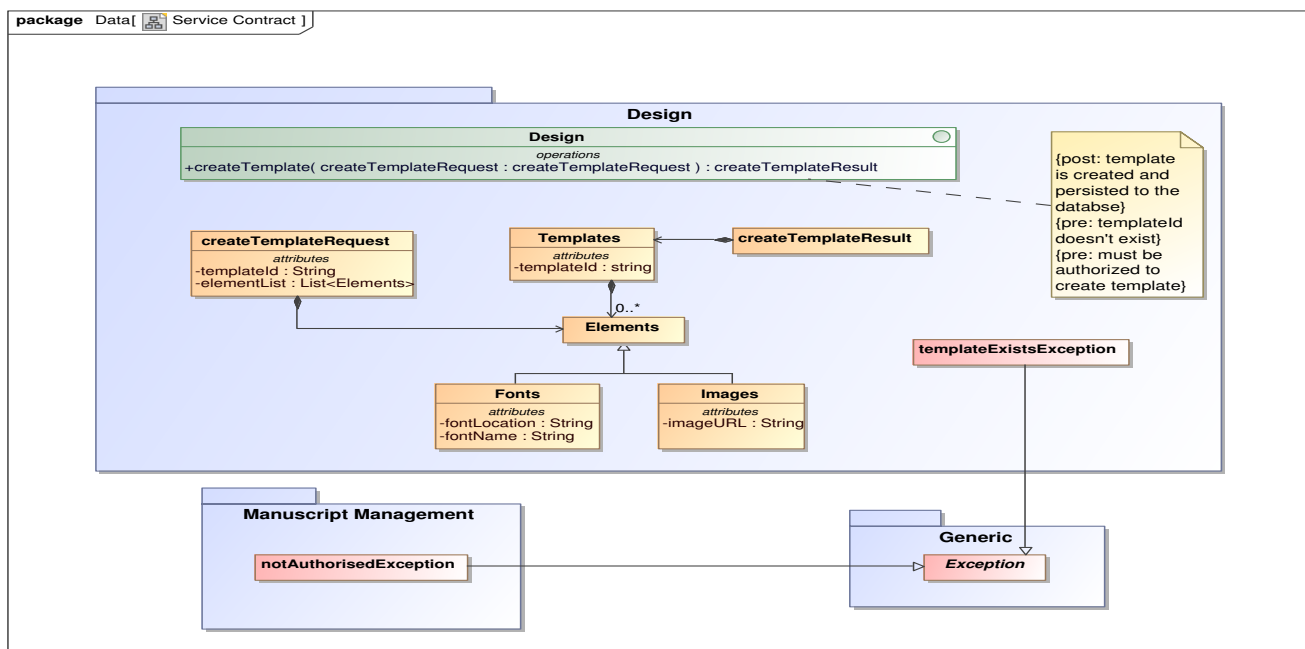 package Data[ Service Contract ]
Design
Design
operations
+createTemplate( createTemplateRequest : createTemplateRequest ) : createTemplateResult
{post: template
is created and
persisted to the
databse}
{pre: templateId
doesn't exist}
{pre: must be
authorized to
create template}
createTemplateRequest
attributes
-templateId : String
-elementList : List<Elements>
Templates
attributes
-templateId : string
createTemplateResult
0..*
Elements
templateExistsException
Fonts
attributes
-fontLocation : String
-fontName : String
Images
attributes
-imageURL : String
Manuscript Management
notAuthorisedException
Generic
Exception